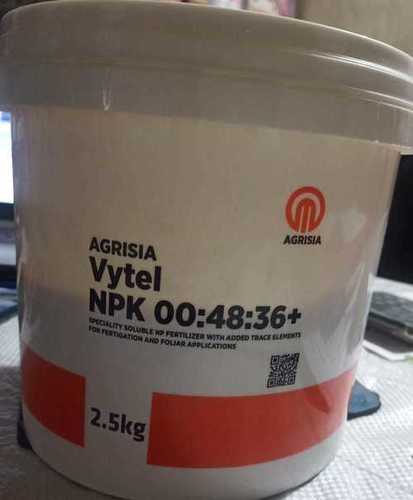 AGRISIA
AGRISIA
Vytel
NPK 00:48:36+
SPECIALITY SOLUBLE NP FERTILIZER WITH ADDED TRACE ELEMENTS
FOR FERTIGATION AND FOLIAR APPLICATIONS
2.5kg